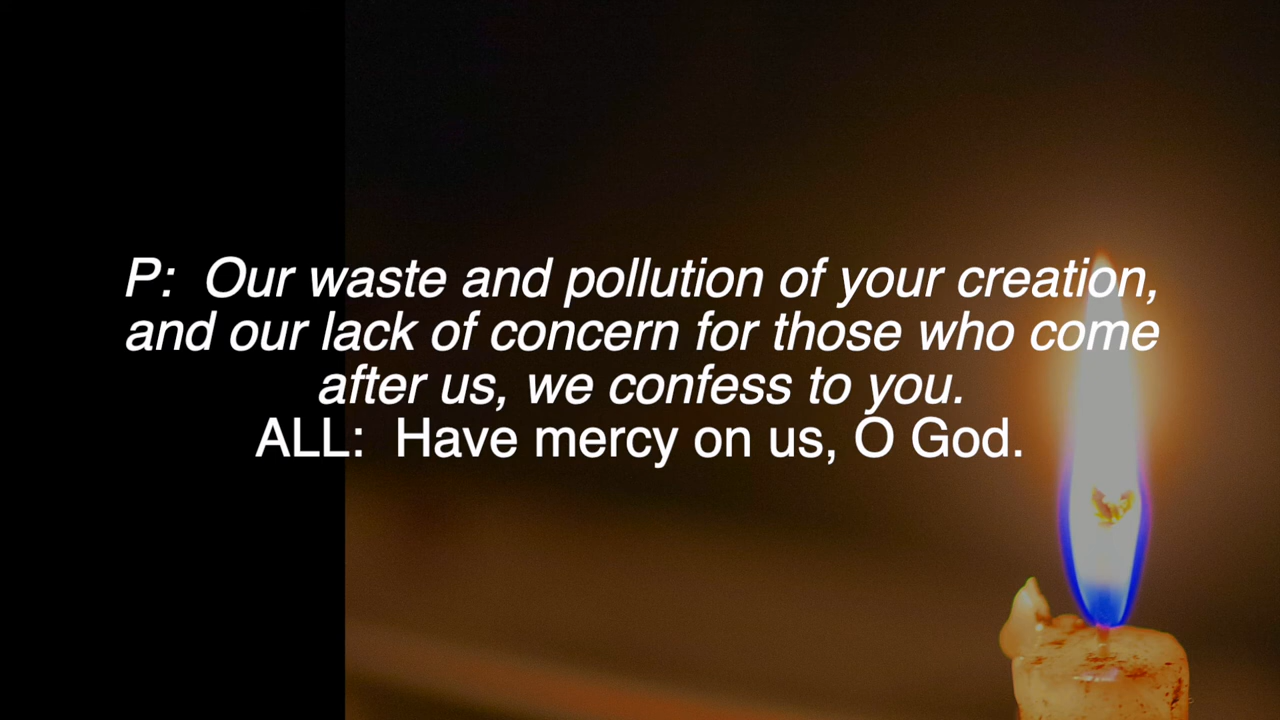 P:  Our waste and pollution of your creation,
and our lack of concern for those who come
after us, we confess to you.
ALL:  Have mercy on us, O God.